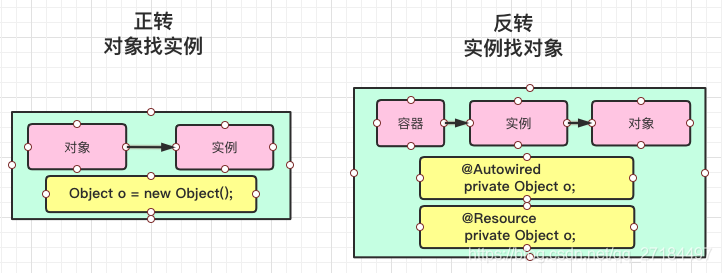 正转
对象找实例
对象
实例
Object o = new Object();
反转
实例找对象
容器
实例
对象
@Autowired
private Object o;
@Resource
private Object o;
https://blog.csdn.net/qq_27184497